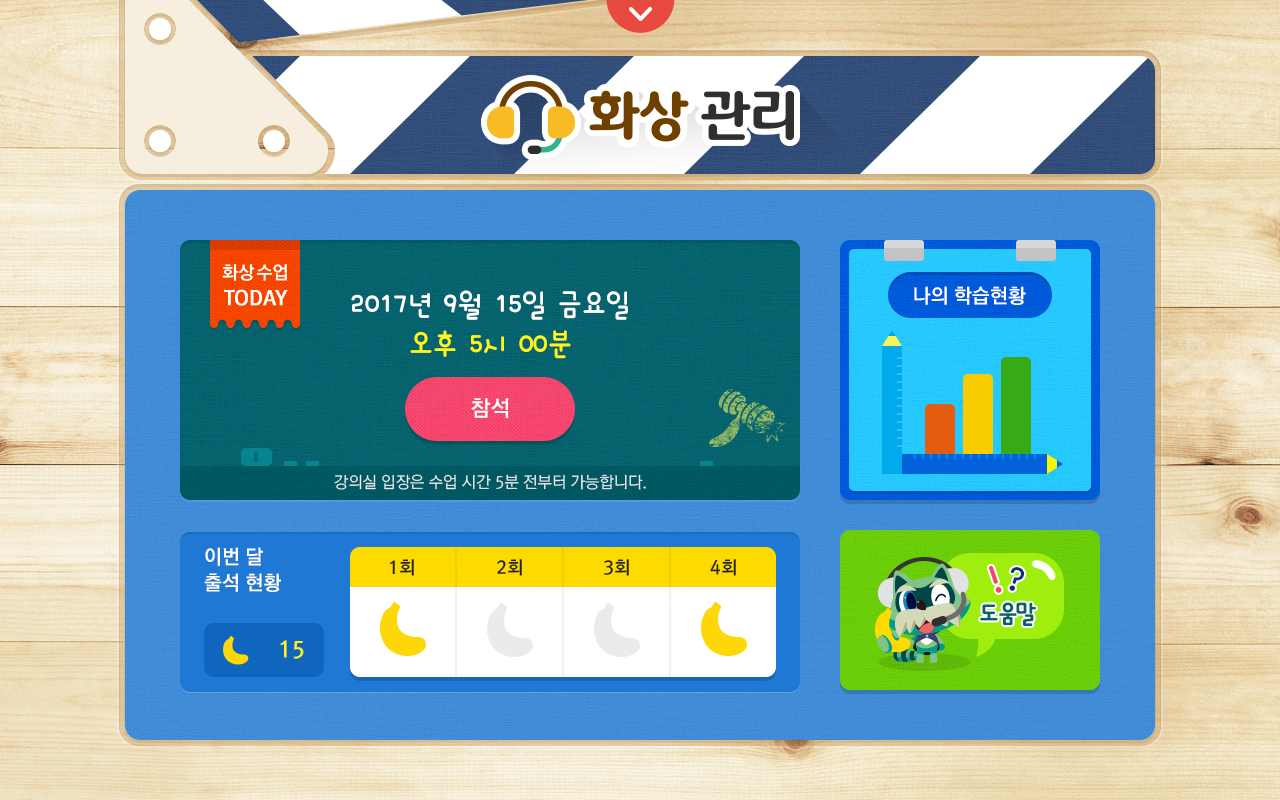 화상 관리
화상 수업
TODAY
2017년 9월 15일 금요일
오후 5시 00분
참석
강의실 입장은 수업 시간 5분 전부터 가능합니다.
나의 학습현황
이번 달
출석 현황
15
1회 2회 3회 4회
!?
도움말